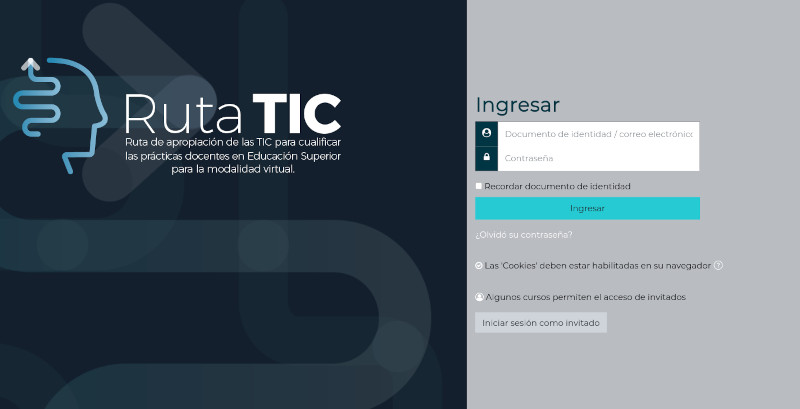 Ruta TIC
Ruta de apropiación de las TIC para cualificar
las prácticas docentes en Educación Superior
para la modalidad virtual.
Ingresar
Documento de identidad / correo electrónico
Contraseña
Recordar documento de identidad
Ingresar
¿Olvidó su contraseña?
Las 'Cookies' deben estar habilitadas en su navegador
Algunos cursos permiten el acceso de invitados
Iniciar sesión como invitado